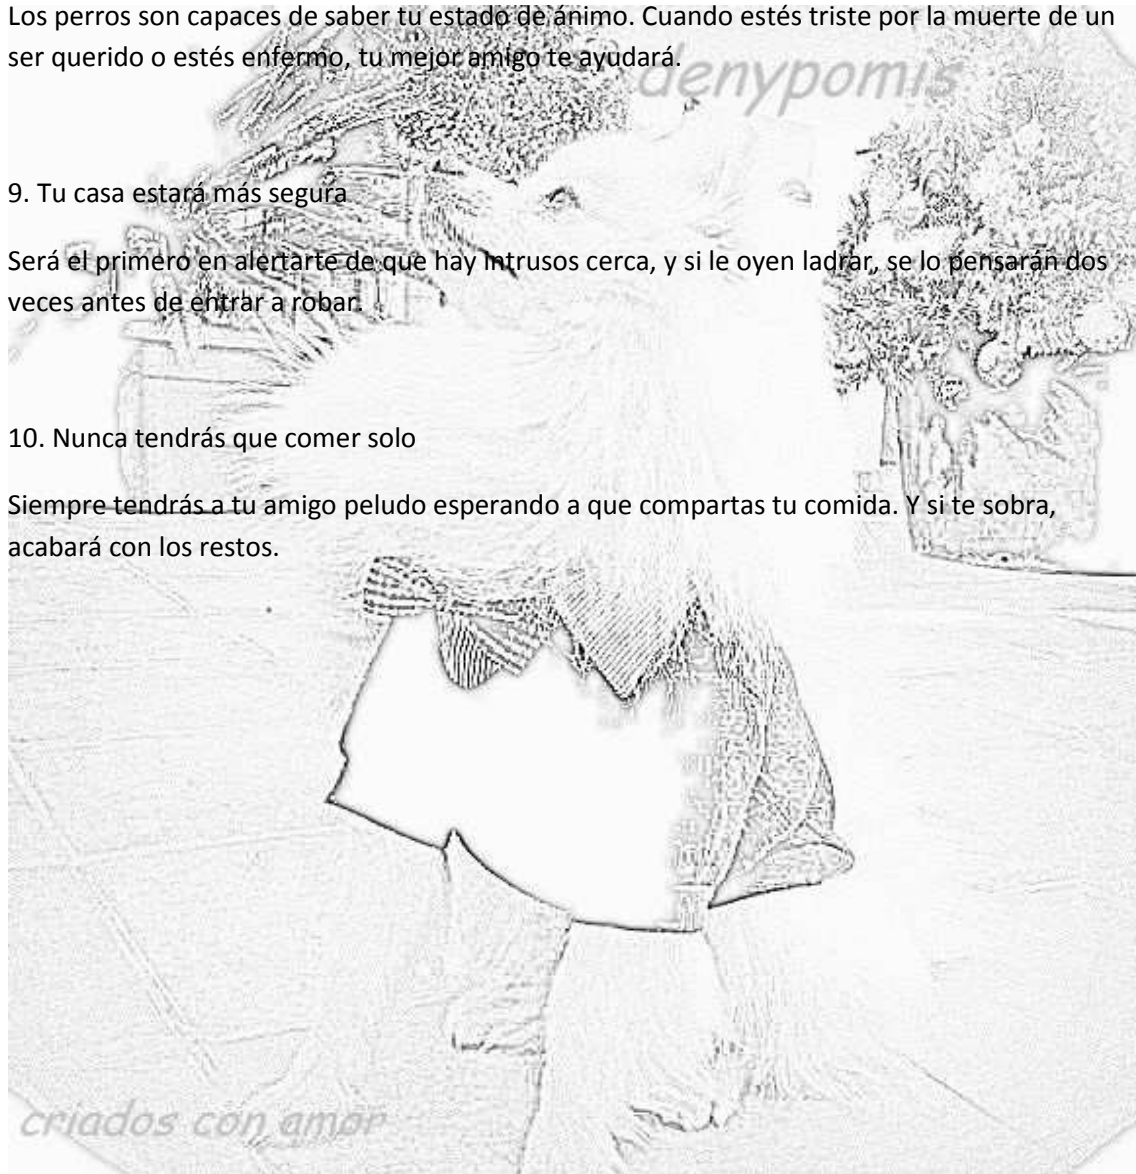 Los perros son capaces de saber tu estado de ánimo. Cuando estés triste por la muerte de un
ser querido o estés enfermo, tu mejor amigo te ayudará.
denypomis
9. Tu casa estará más segura
Será el primero en alertarte de que hay intrusos cerca, y si le oyen ladrar, se lo pensarán dos
veces antes de entrar a robar.
10. Nunca tendrás que comer solo
Siempre tendrás a tu amigo peludo esperando a que compartas tu comida. Y si te sobra,
acabará con los restos.
criados con amor